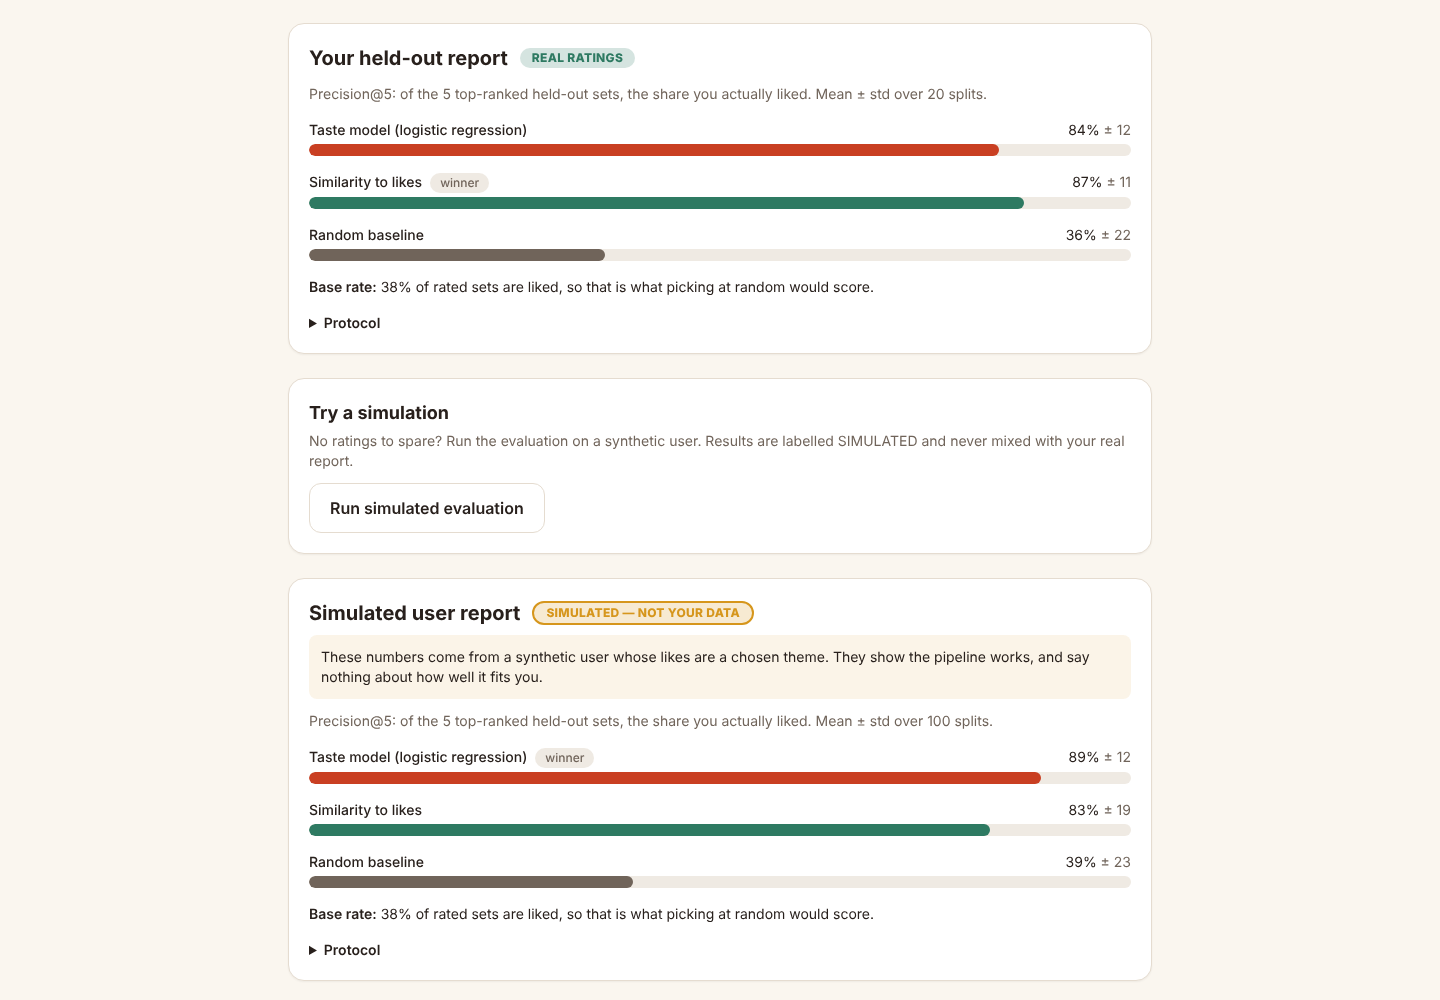 Your held-out report REAL RATINGS
Precision@5: of the 5 top-ranked held-out sets, the share you actually liked. Mean ± std over 20 splits.
Taste model (logistic regression) 84% ± 12
Similarity to likes winner 87% ± 11
Random baseline 36% ± 22
Base rate: 38% of rated sets are liked, so that is what picking at random would score.
Protocol
Try a simulation
No ratings to spare? Run the evaluation on a synthetic user. Results are labelled SIMULATED and never mixed with your real
report.
Run simulated evaluation
Simulated user report SIMULATED — NOT YOUR DATA
These numbers come from a synthetic user whose likes are a chosen theme. They show the pipeline works, and say
nothing about how well it fits you.
Precision@5: of the 5 top-ranked held-out sets, the share you actually liked. Mean ± std over 100 splits.
Taste model (logistic regression) winner 89% ± 12
Similarity to likes 83% ± 19
Random baseline 39% ± 23
Base rate: 38% of rated sets are liked, so that is what picking at random would score.
Protocol